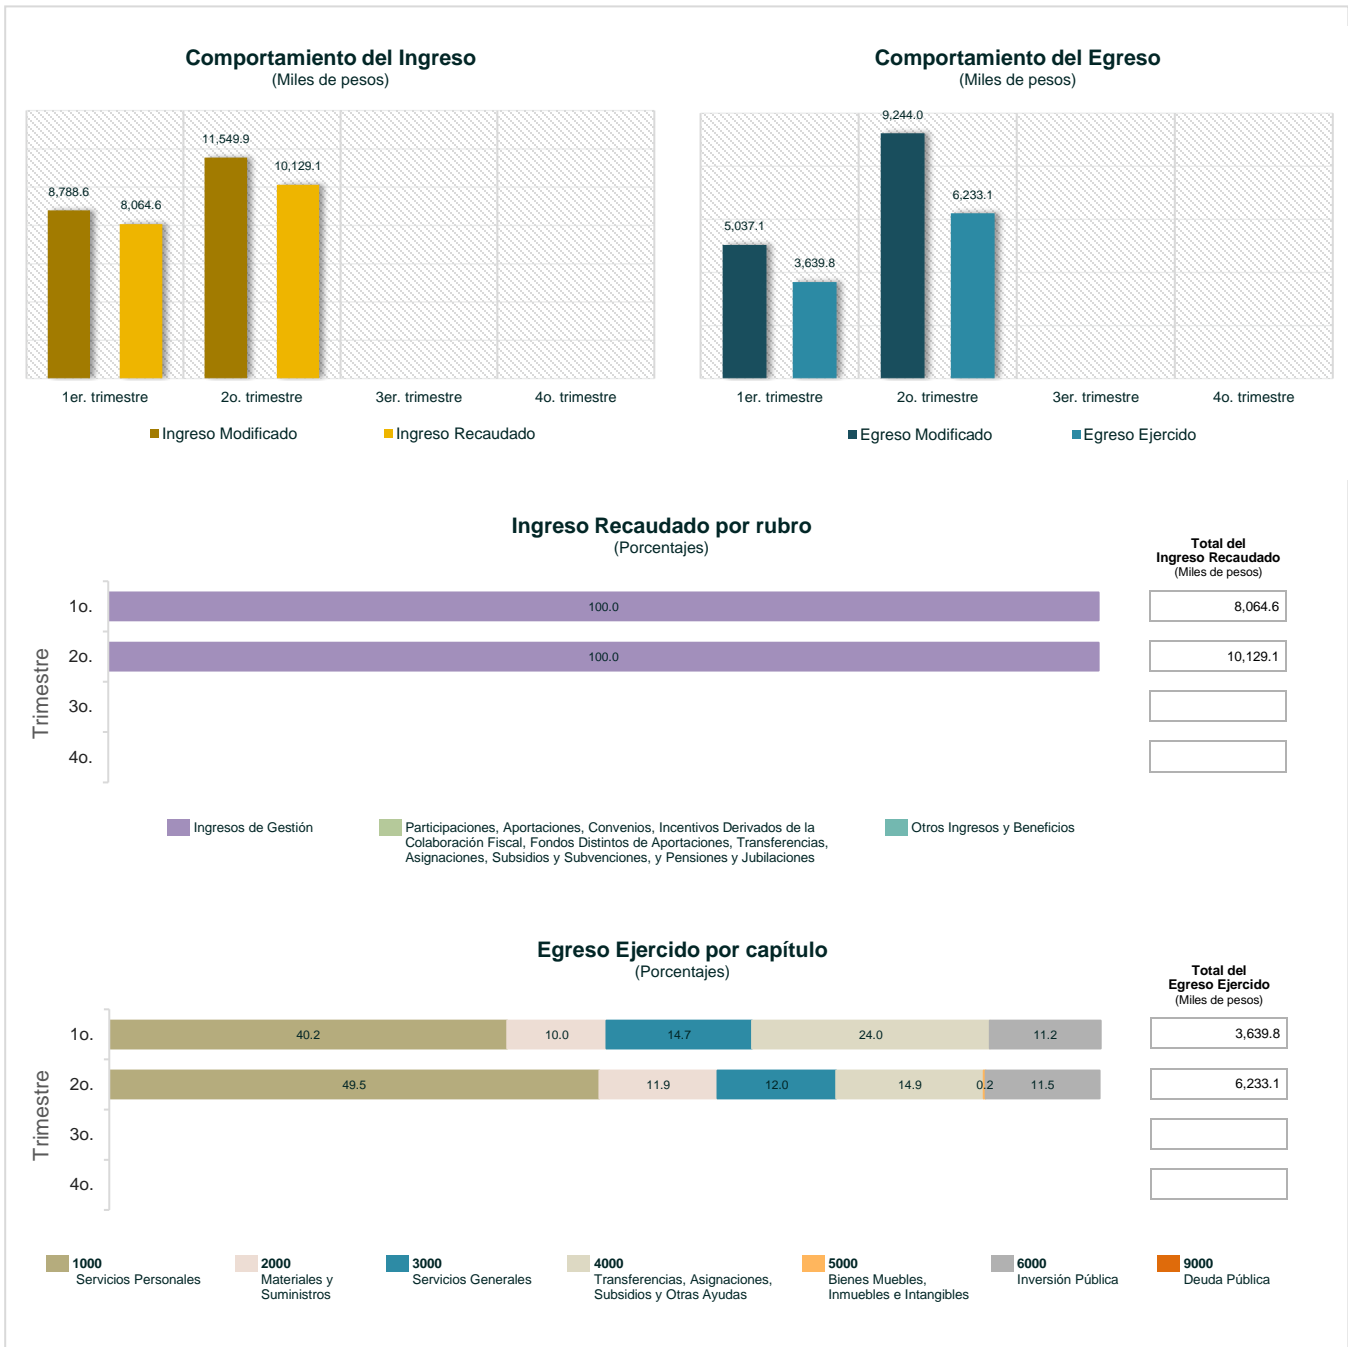 Comportamiento del Ingreso
(Miles de pesos)
8,788.6
8,064.6
11,549.9
10,129.1
1er. trimestre
2o. trimestre
3er. trimestre
4o. trimestre
Ingreso Modificado
Ingreso Recaudado
Comportamiento del Egreso
(Miles de pesos)
5,037.1
3,639.8
9,244.0
6,233.1
1er. trimestre
2o. trimestre
3er. trimestre
4o. trimestre
Egreso Modificado
Egreso Ejercido
Ingreso Recaudado por rubro
(Porcentajes)
Total del
Ingreso Recaudado
(Miles de pesos)
Trimestre
1o.
100.0
8,064.6
2o.
100.0
10,129.1
3o.
4o.
Ingresos de Gestión
Participaciones, Aportaciones, Convenios, Incentivos Derivados de la
Colaboración Fiscal, Fondos Distintos de Aportaciones, Transferencias,
Asignaciones, Subsidios y Subvenciones, y Pensiones y Jubilaciones
Otros Ingresos y Beneficios
Egreso Ejercido por capítulo
(Porcentajes)
Total del
Egreso Ejercido
(Miles de pesos)
Trimestre
1o.
40.2
10.0
14.7
24.0
11.2
3,639.8
2o.
49.5
11.9
12.0
14.9
0.2
11.5
6,233.1
3o.
4o.
1000
Servicios Personales
2000
Materiales y
Suministros
3000
Servicios Generales
4000
Transferencias, Asignaciones,
Subsidios y Otras Ayudas
5000
Bienes Muebles,
Inmuebles e Intangibles
6000
Inversión Pública
9000
Deuda Pública